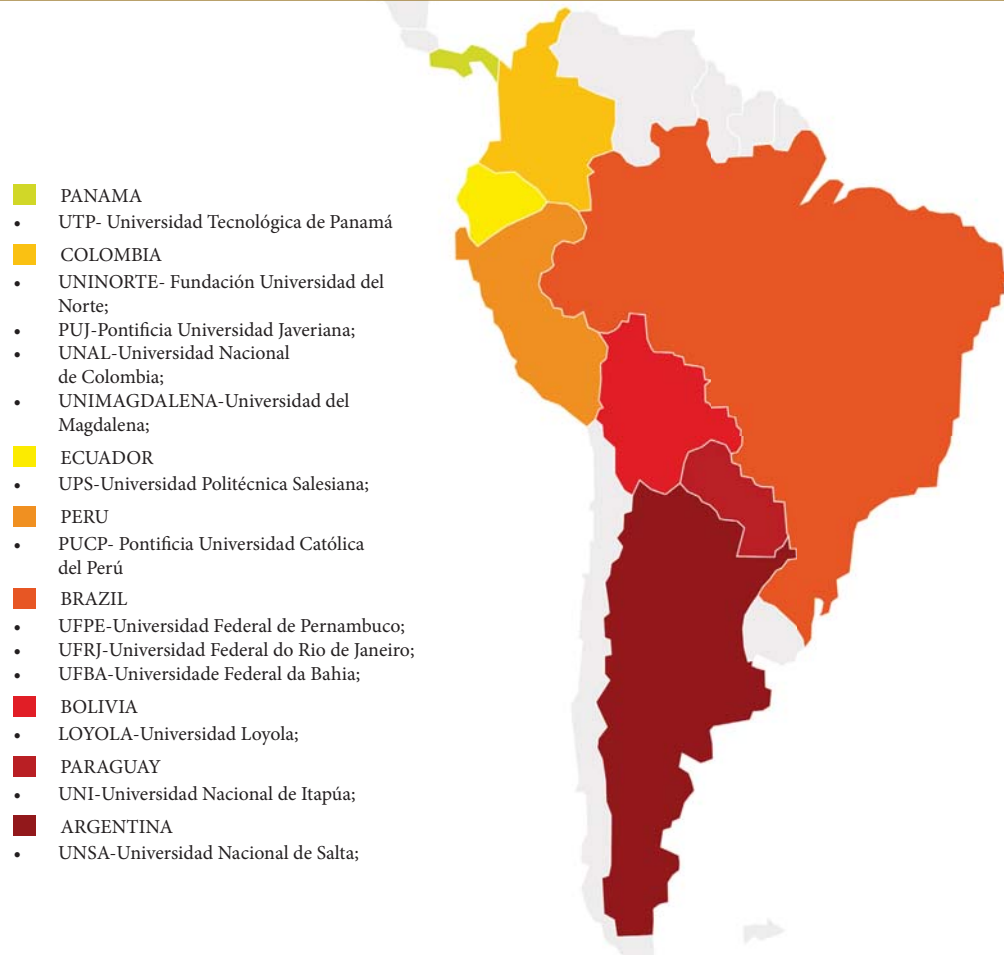 PANAMA
• UTP- Universidad Tecnológica de Panamá
COLOMBIA
• UNINORTE- Fundación Universidad del
Norte;
• PUJ-Pontificia Universidad Javeriana;
• UNAL-Universidad Nacional
de Colombia;
• UNIMAGDALENA-Universidad del
Magdalena;
ECUADOR
• UPS-Universidad Politécnica Salesiana;
PERU
• PUCP- Pontificia Universidad Católica
del Perú
BRAZIL
• UFPE-Universidad Federal de Pernambuco;
• UFRJ-Universidad Federal do Rio de Janeiro;
• UFBA-Universidade Federal da Bahia;
BOLIVIA
• LOYOLA-Universidad Loyola;
PARAGUAY
• UNI-Universidad Nacional de Itapúa;
ARGENTINA
• UNSA-Universidad Nacional de Salta;